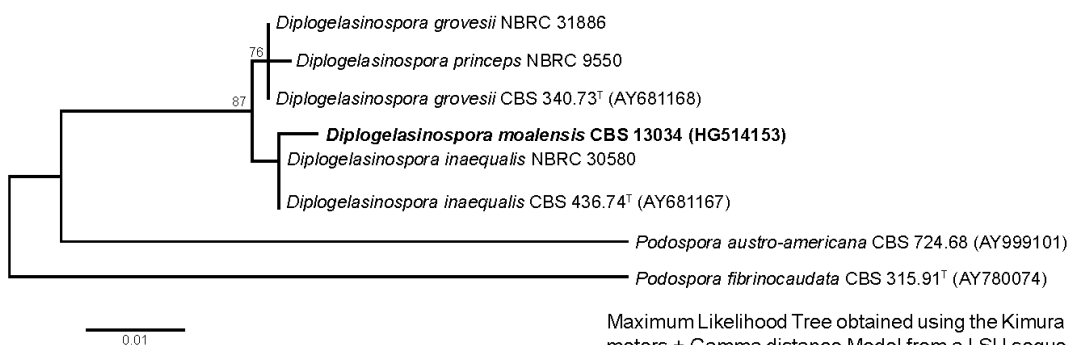 Diplogelasinospora grovesii NBRC 31886
76
Diplogelasinospora princeps NBRC 9550
87
Diplogelasinospora grovesii CBS 340.73ᵀ (AY681168)
Diplogelasinospora moalensis CBS 13034 (HG514153)
Diplogelasinospora inaequalis NBRC 30580
Diplogelasinospora inaequalis CBS 436.74ᵀ (AY681167)
Podospora austro-americana CBS 724.68 (AY999101)
Podospora fibrinocaudata CBS 315.91ᵀ (AY780074)
0.01
Maximum Likelihood Tree obtained using the Kimura